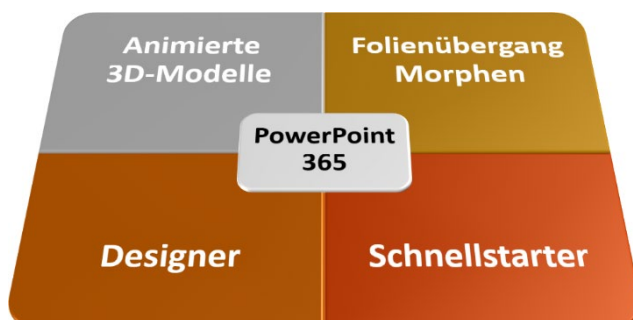 Animierte
3D-Modelle
Folienübergang
Morphen
PowerPoint
365
Designer
Schnellstarter